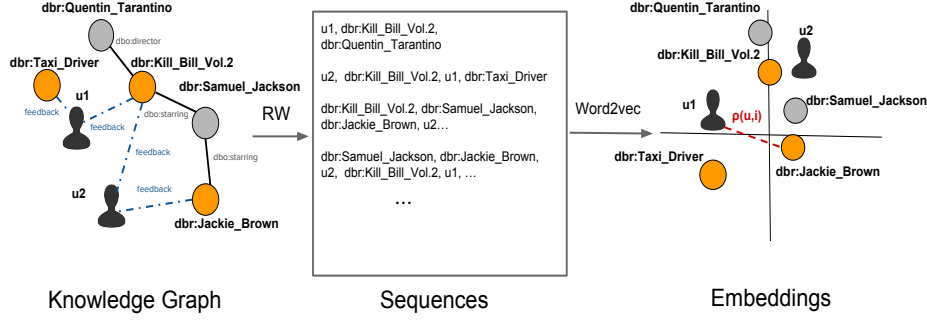 dbr:Quentin_Tarantino
dbo:director
dbr:Taxi_Driver
dbr:Kill_Bill_Vol.2
dbr:Samuel_Jackson
u1
feedback
feedback
dbo:starring
feedback
dbo:starring
u2
feedback
dbr:Jackie_Brown
Knowledge Graph
RW
u1, dbr:Kill_Bill_Vol.2,
dbr:Quentin_Tarantino
u2, dbr:Kill_Bill_Vol.2, u1, dbr:Taxi_Driver
dbr:Kill_Bill_Vol.2, dbr:Samuel_Jackson,
dbr:Jackie_Brown, u2...
dbr:Samuel_Jackson, dbr:Jackie_Brown,
u2, dbr:Kill_Bill_Vol.2, u1, ...
...
Sequences
Word2vec
dbr:Quentin_Tarantino
u2
dbr:Kill_Bill_Vol.2
u1
dbr:Samuel_Jackson
ρ(u,i)
dbr:Taxi_Driver
dbr:Jackie_Brown
Embeddings